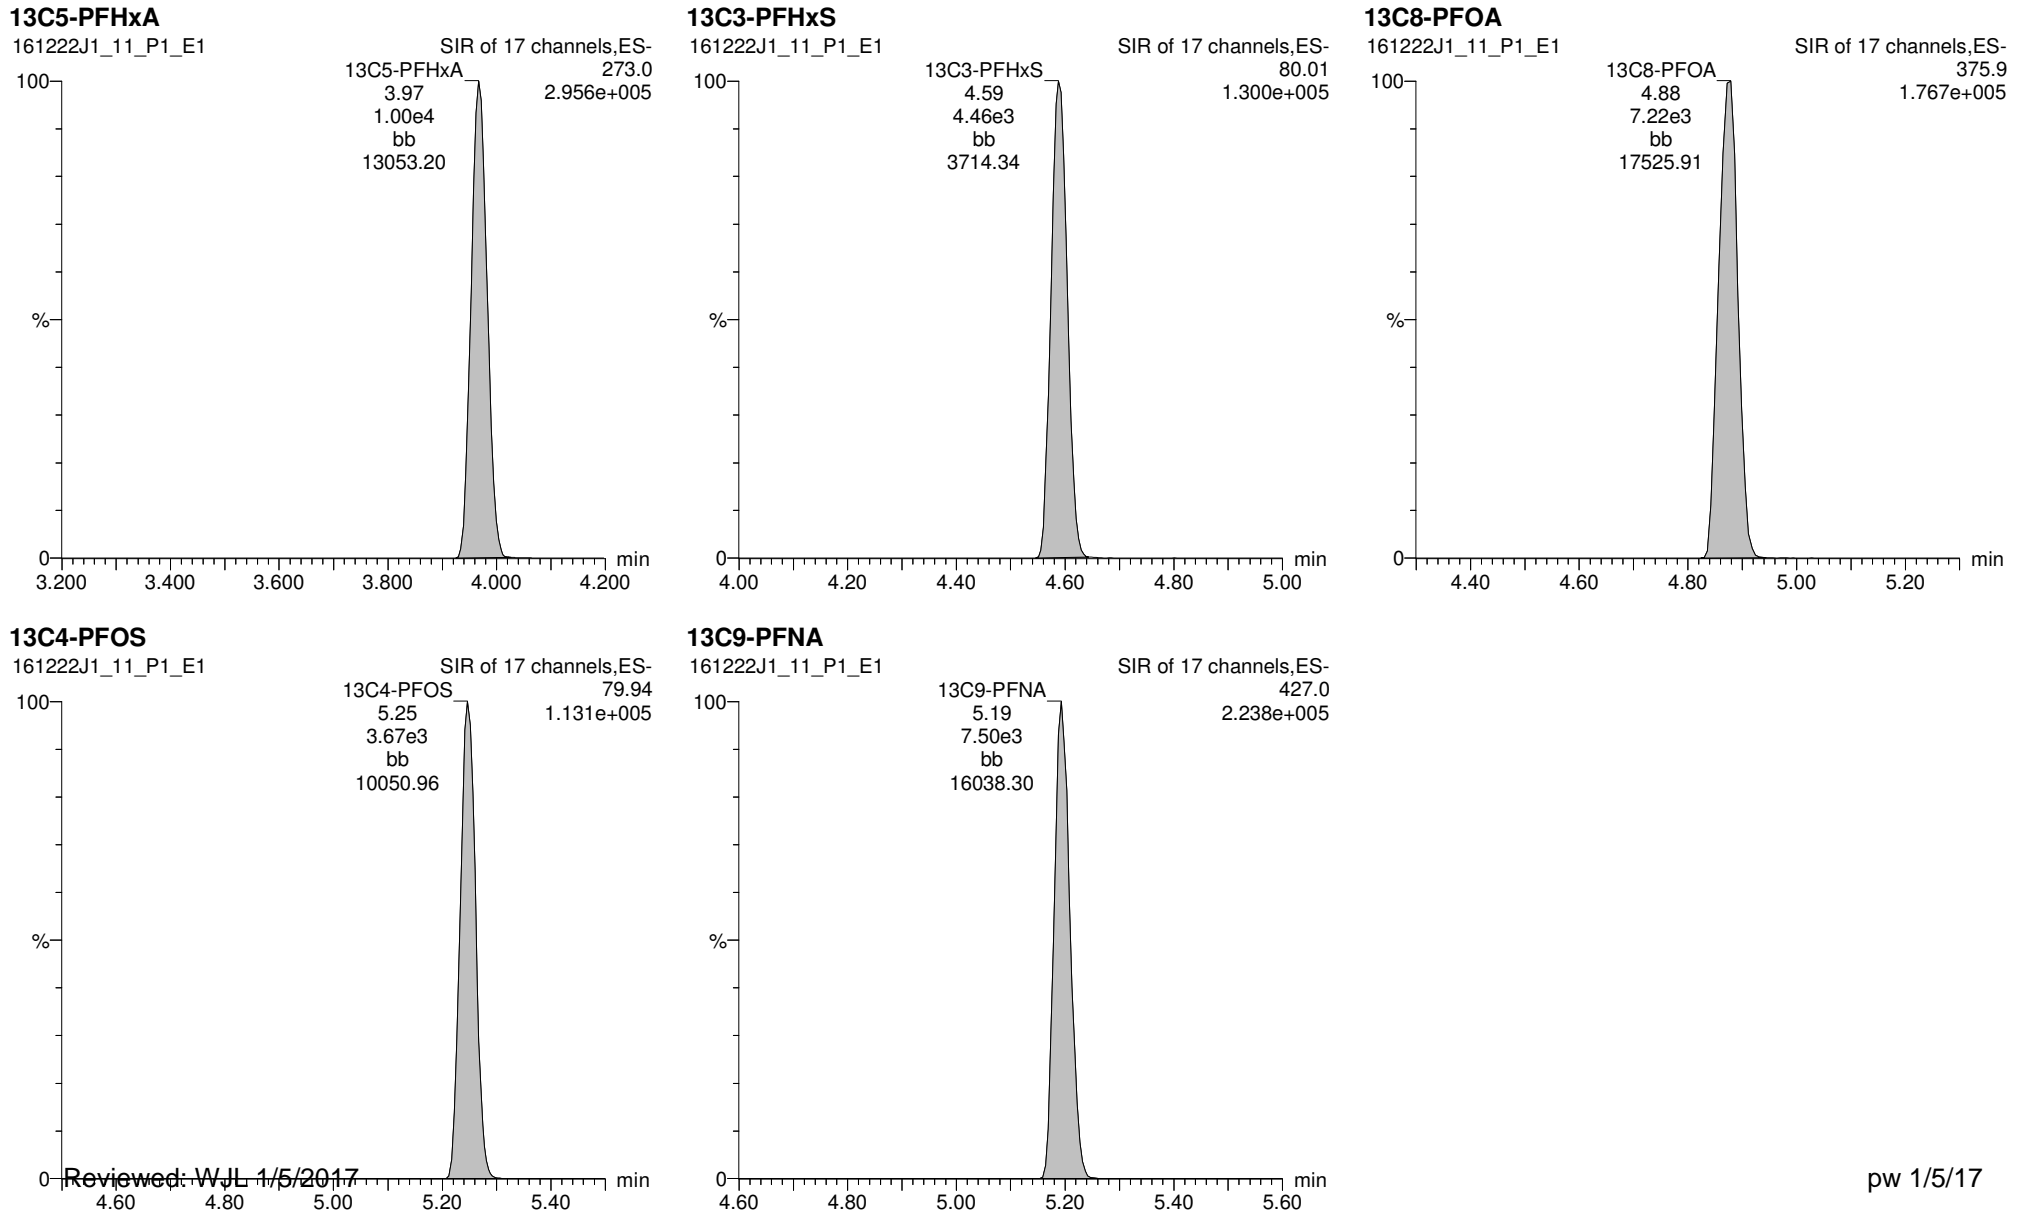 13C5-PFHxA
161222J1_11_P1_E1 SIR of 17 channels,ES-
13C5-PFHxA 273.0
3.97 2.956e+005
1.00e4
bb
13053.20
100
%
0
min
3.200 3.400 3.600 3.800 4.000 4.200
13C3-PFHxS
161222J1_11_P1_E1 SIR of 17 channels,ES-
13C3-PFHxS 80.01
4.59 1.300e+005
4.46e3
bb
3714.34
100
%
0
min
4.00 4.20 4.40 4.60 4.80 5.00
13C8-PFOA
161222J1_11_P1_E1 SIR of 17 channels,ES-
13C8-PFOA 375.9
4.88 1.767e+005
7.22e3
bb
17525.91
100
%
0
min
4.40 4.60 4.80 5.00 5.20
13C4-PFOS
161222J1_11_P1_E1 SIR of 17 channels,ES-
13C4-PFOS 79.94
5.25 1.131e+005
3.67e3
bb
10050.96
100
%
0
min
4.60 4.80 5.00 5.20 5.40
13C9-PFNA
161222J1_11_P1_E1 SIR of 17 channels,ES-
13C9-PFNA 427.0
5.19 2.238e+005
7.50e3
bb
16038.30
100
%
0
min
4.60 4.80 5.00 5.20 5.40 5.60
Reviewed: WJL 1/5/2017
pw 1/5/17